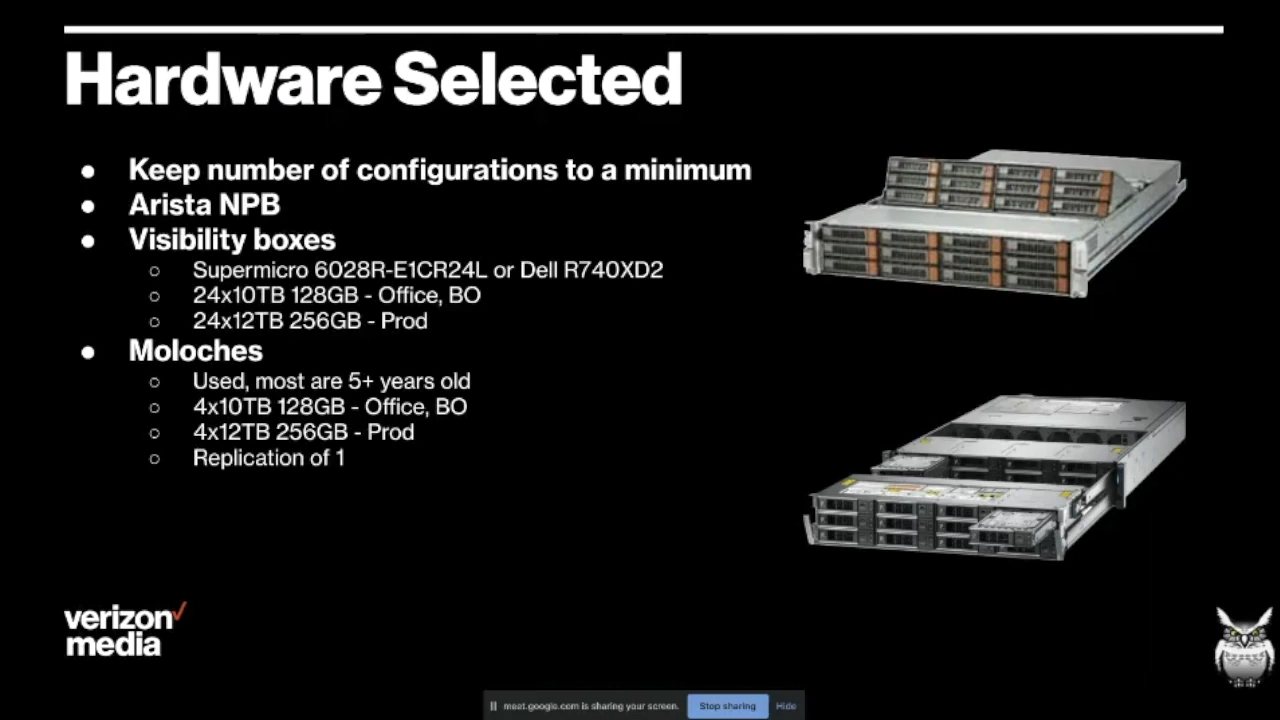 Hardware Selected
● Keep number of configurations to a minimum
● Arista NPB
● Visibility boxes
○ Supermicro 6028R-E1CR24L or Dell R740XD2
○ 24x10TB 128GB - Office, BO
○ 24x12TB 256GB - Prod
● Moloches
○ Used, most are 5+ years old
○ 4x10TB 128GB - Office, BO
○ 4x12TB 256GB - Prod
○ Replication of 1
verizon✓
media
meet.google.com is sharing your screen. Stop sharing Hide